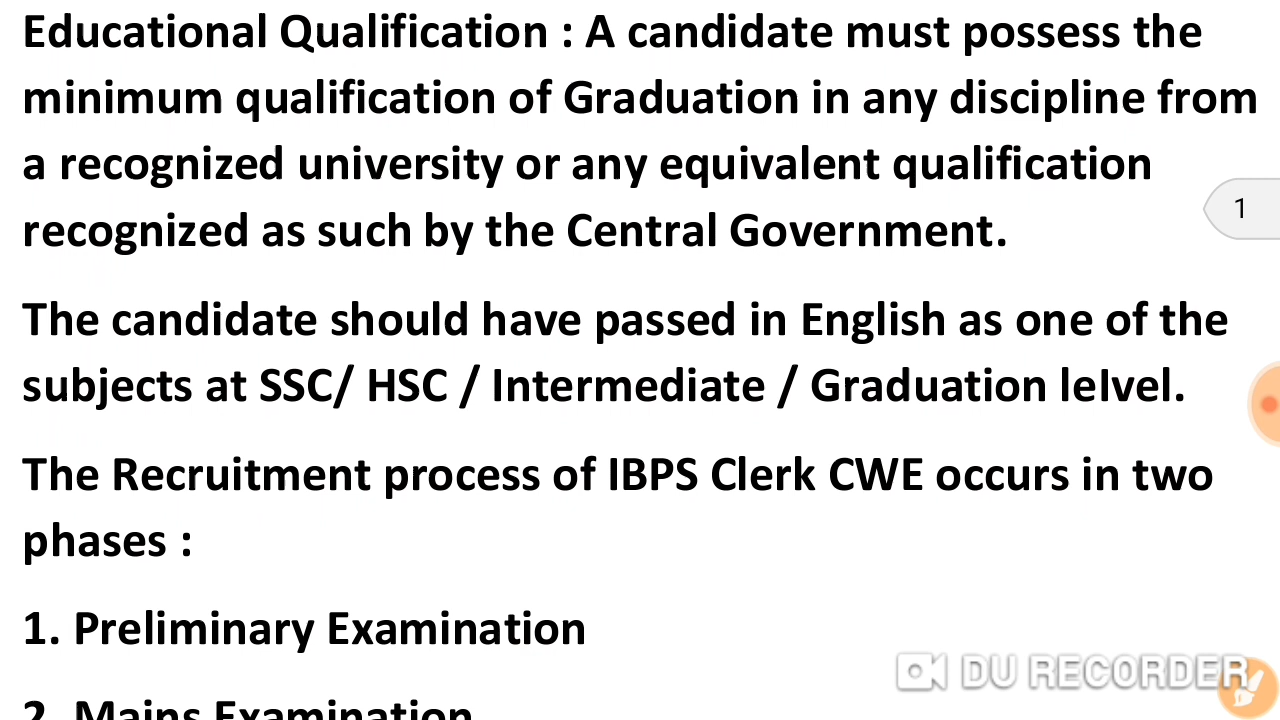 Educational Qualification : A candidate must possess the
minimum qualification of Graduation in any discipline from
a recognized university or any equivalent qualification
recognized as such by the Central Government.
1
The candidate should have passed in English as one of the
subjects at SSC/ HSC / Intermediate / Graduation leIvel.
The Recruitment process of IBPS Clerk CWE occurs in two
phases :
1. Preliminary Examination
DU RECORDER
2. Mains Examination